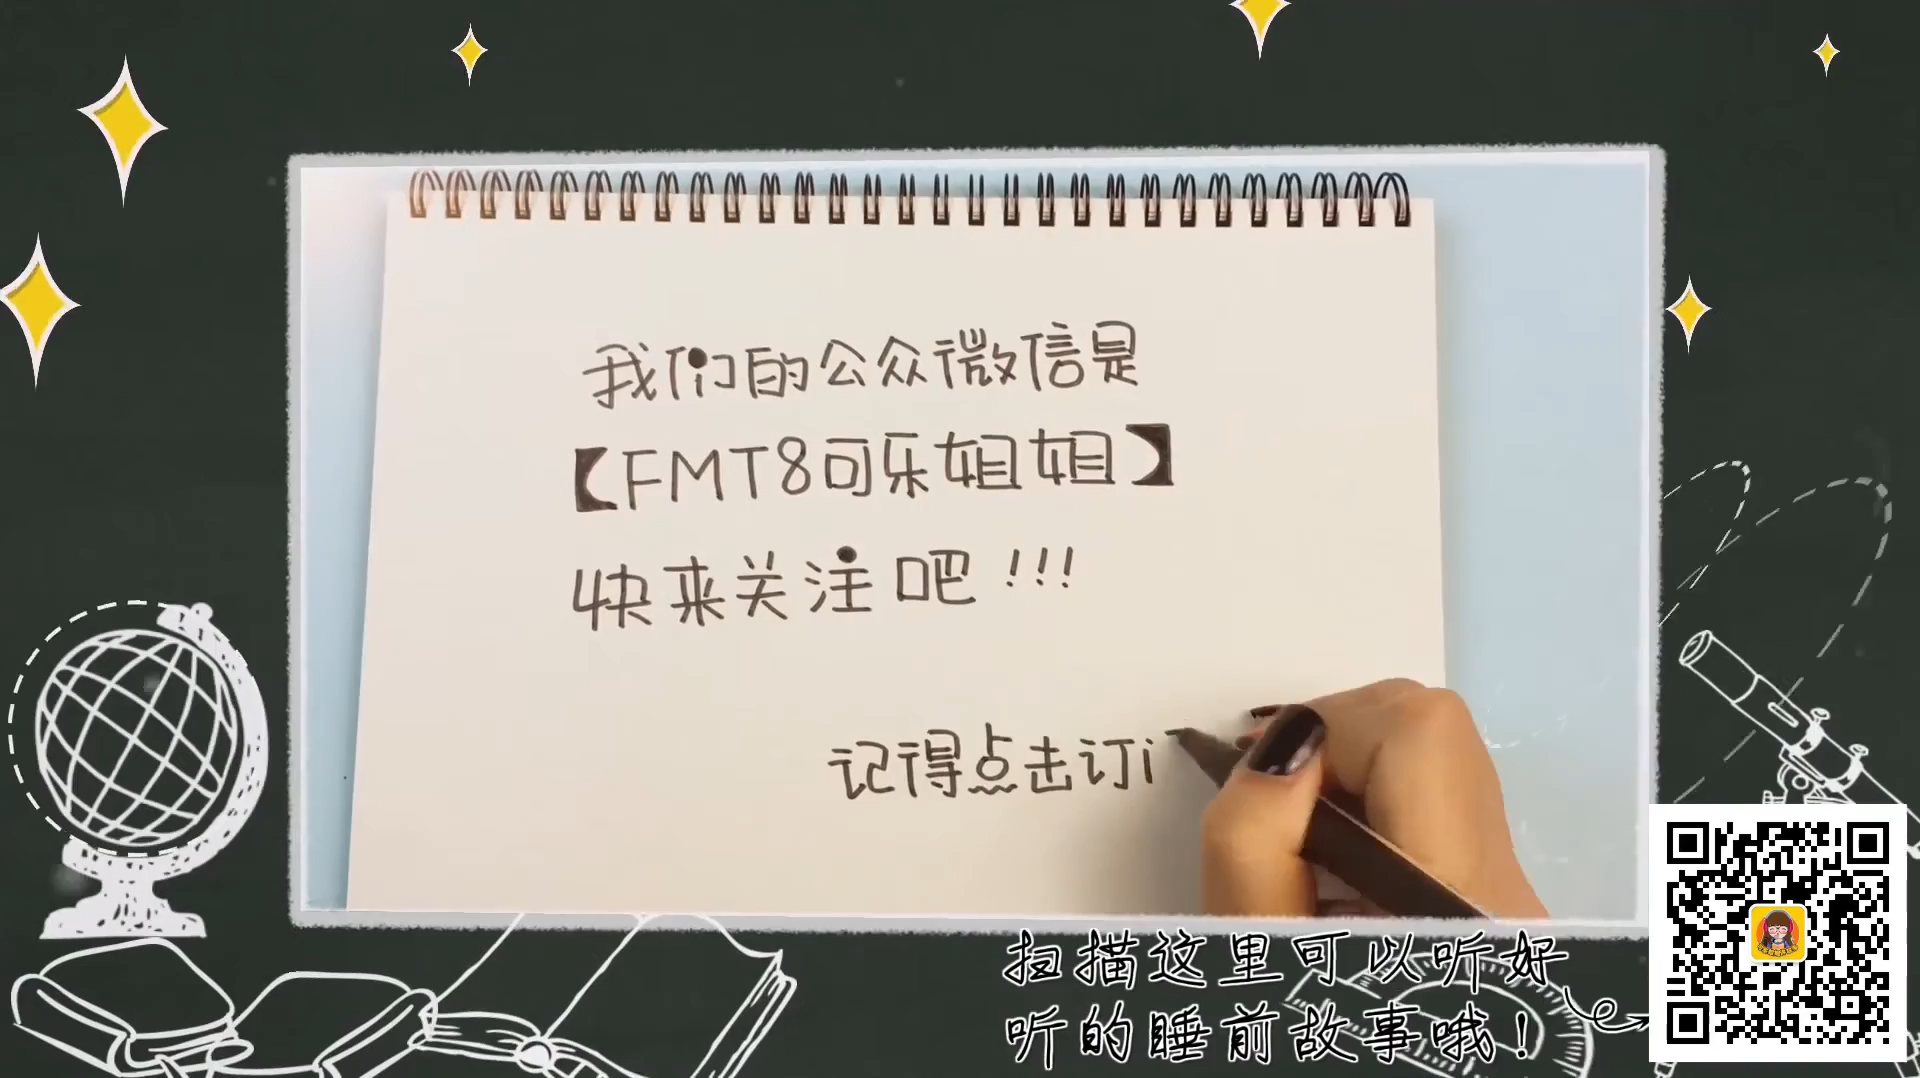 我们的公众微信是
【FMT8可乐姐姐】
快来关注吧!!!
记得点击订
扫描这里可以听好
听的睡前故事哦!